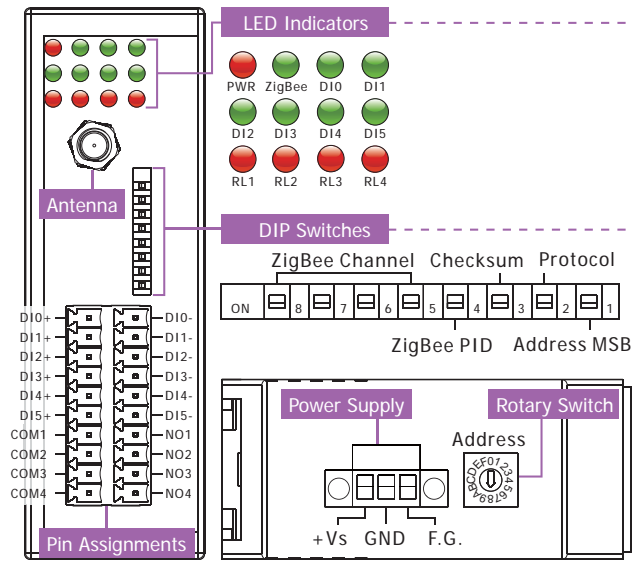 LED Indicators
PWR ZigBee DI0 DI1
DI2 DI3 DI4 DI5
RL1 RL2 RL3 RL4
Antenna
DIP Switches
ZigBee Channel Checksum Protocol
ON 8 7 6 5 4 3 2 1
ZigBee PID Address MSB
DI0+ DI0-
DI1+ DI1-
DI2+ DI2-
DI3+ DI3-
DI4+ DI4-
DI5+ DI5-
COM1 NO1
COM2 NO2
COM3 NO3
COM4 NO4
Pin Assignments
Power Supply Rotary Switch
Address
0123456789ABCDEF
+Vs GND F.G.